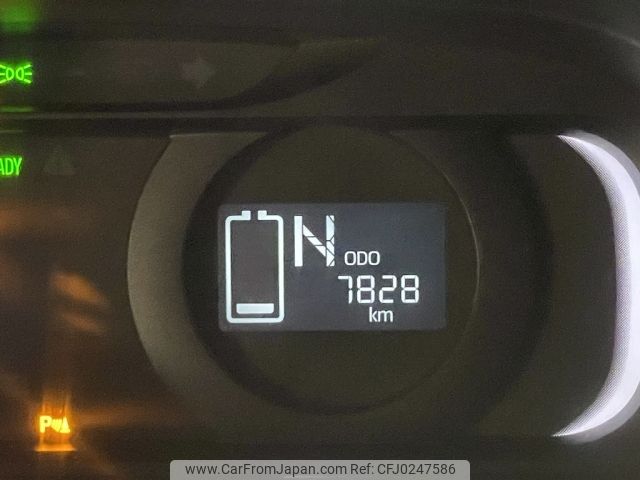 ADY
N
ODO
7828
km
P
www.CarFromJapan.com | Ref. CFJ0247586